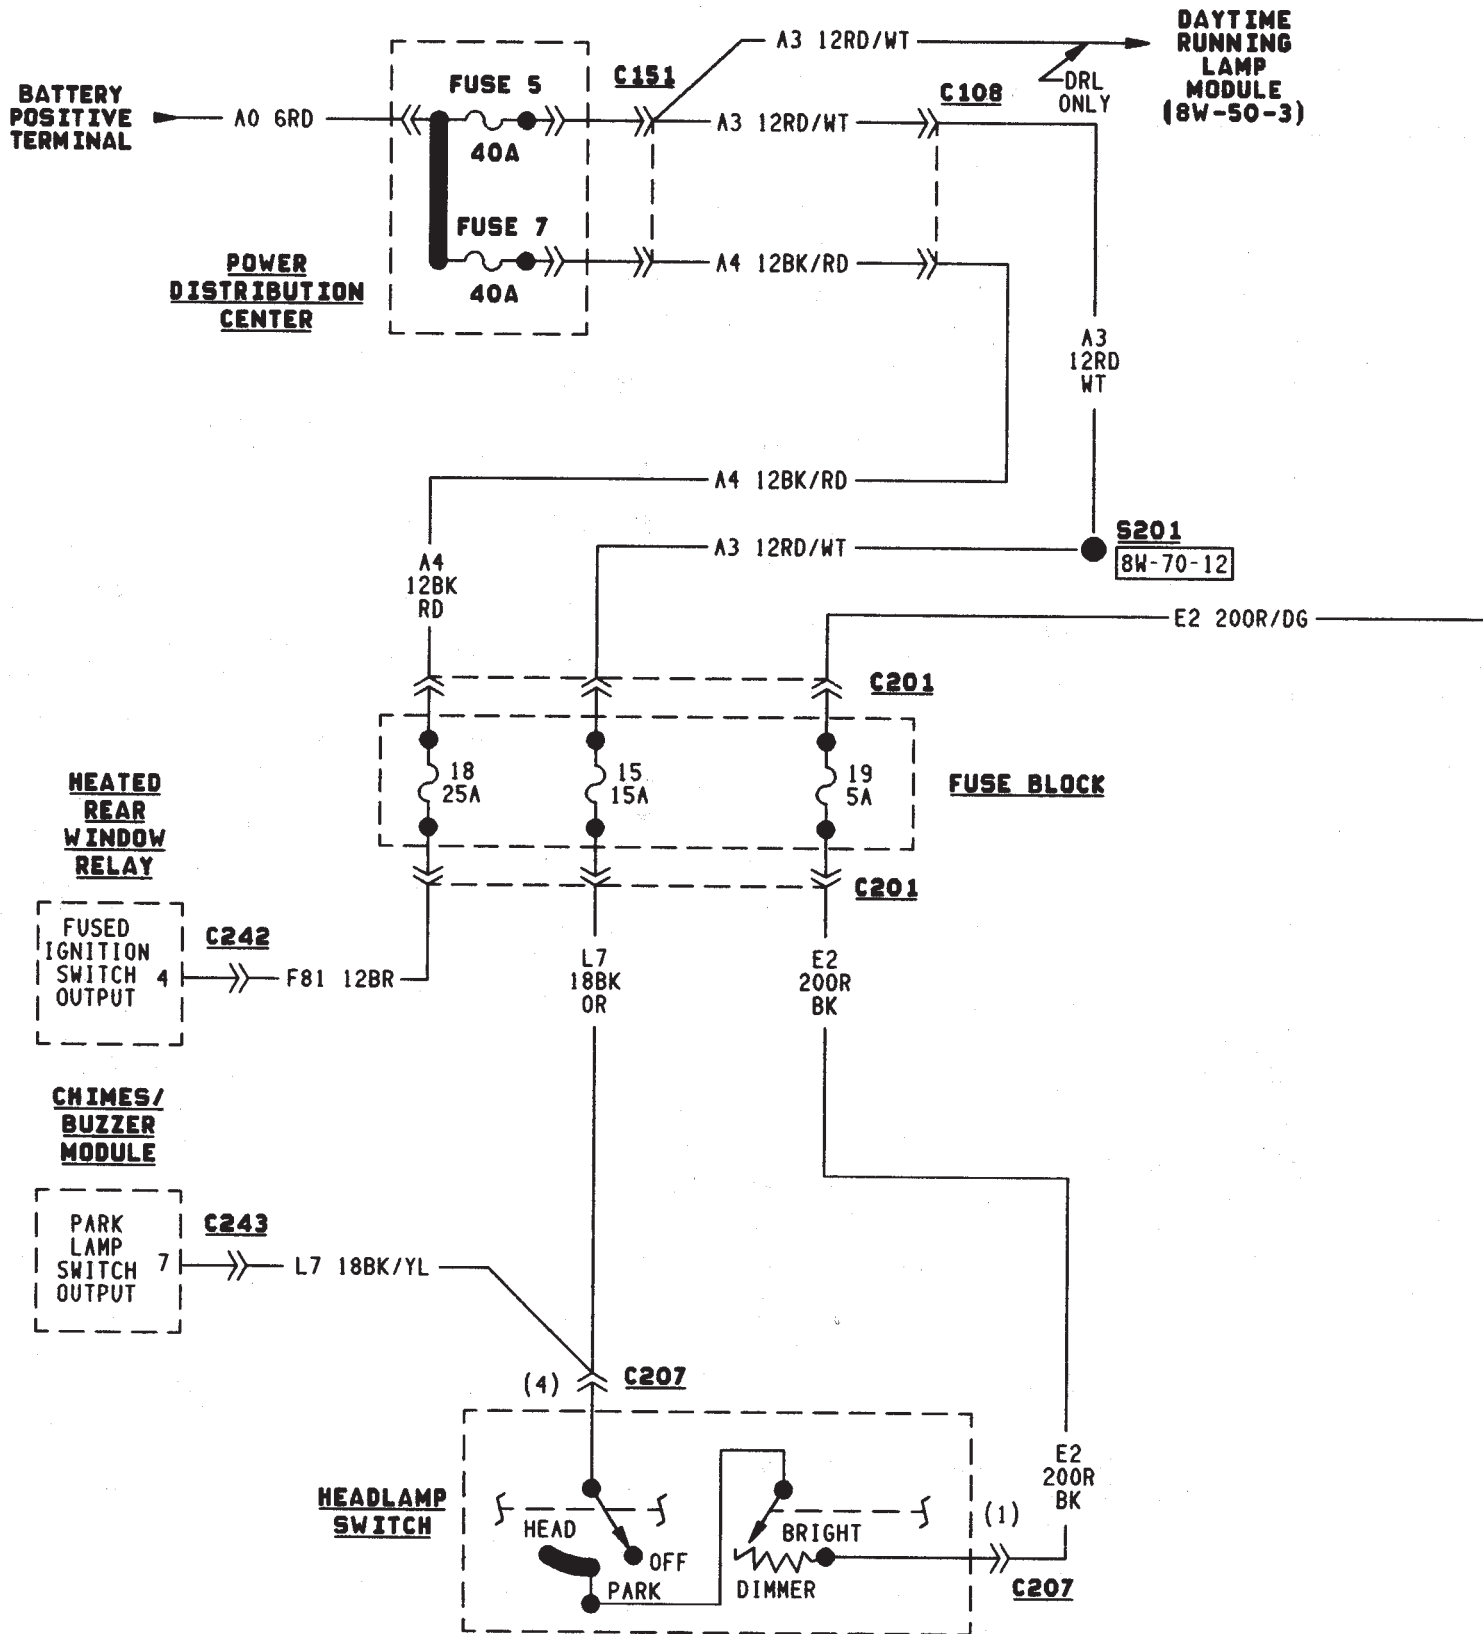 DAYTIME
RUNNING
LAMP
MODULE
(8W-50-3)
A3 12RD/WT
DRL
ONLY
BATTERY
POSITIVE
TERMINAL
A0 6RD
FUSE 5
40A
C151
A3 12RD/WT
C108
FUSE 7
40A
A4 12BK/RD
POWER
DISTRIBUTION
CENTER
A3
12RD
WT
A4 12BK/RD
A3 12RD/WT
S201
8W-70-12
A4
12BK
RD
E2 200R/DG
C201
18
25A
15
15A
19
5A
FUSE BLOCK
C201
HEATED
REAR
WINDOW
RELAY
FUSED
IGNITION
SWITCH
OUTPUT
4
C242
F81 12BR
L7
18BK
OR
E2
200R
BK
CHIMES/
BUZZER
MODULE
PARK
LAMP
SWITCH
OUTPUT
7
C243
L7 18BK/YL
(4)
C207
HEADLAMP
SWITCH
HEAD
OFF
PARK
BRIGHT
DIMMER
E2
200R
BK
(1)
C207